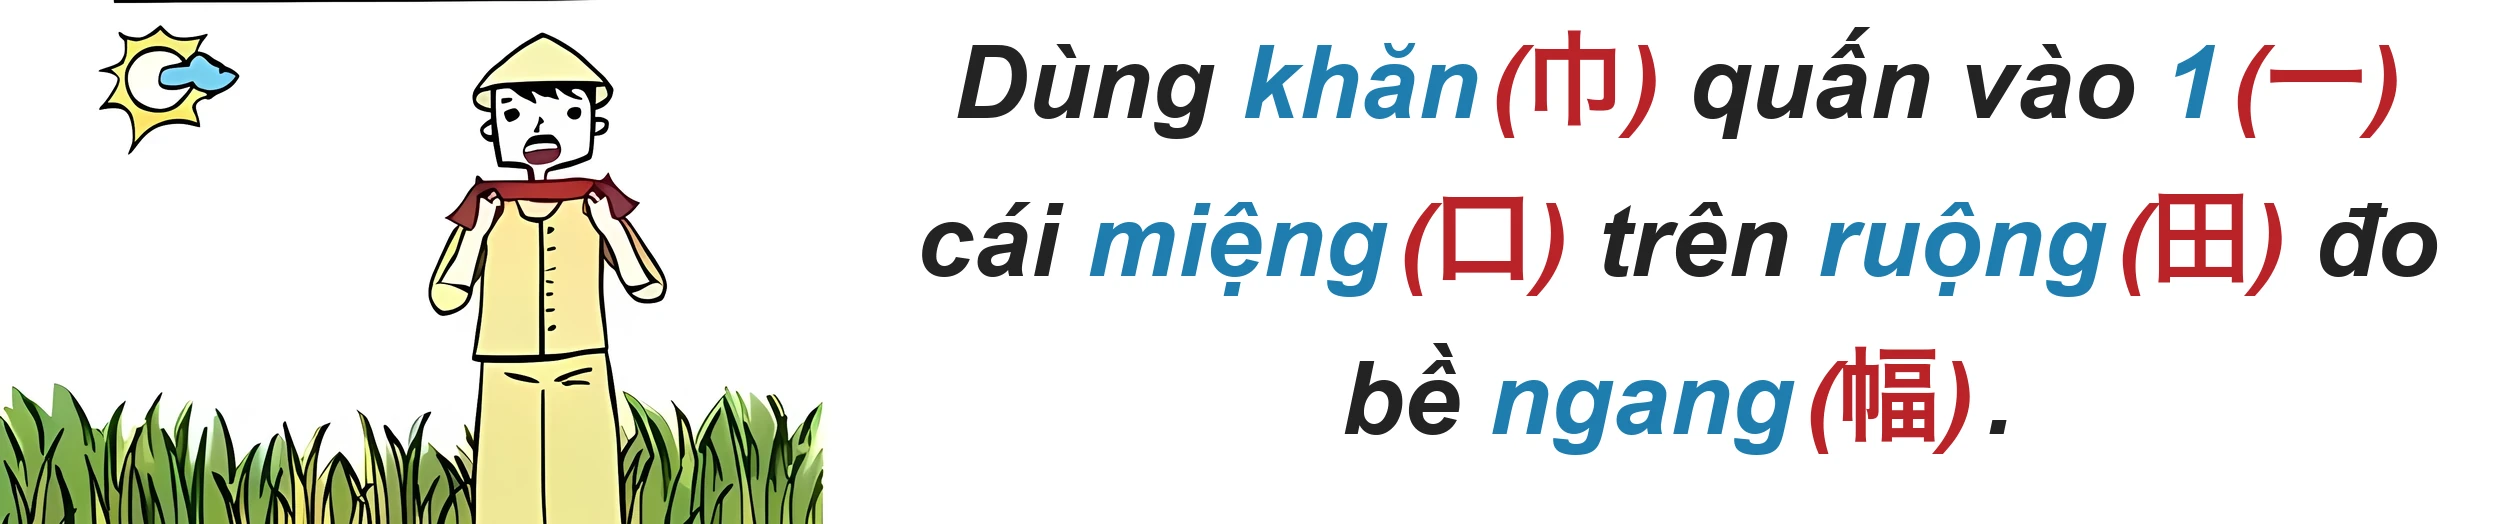 Dùng khăn(巾) quấn vào 1(一)
cái miệng(口) trên ruộng(田) đo
bề ngang(幅).